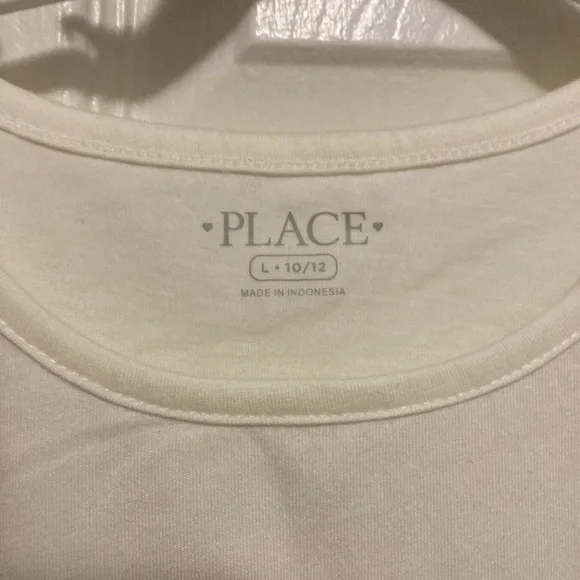 ♥PLACE♥
L • 10/12
MADE IN INDONESIA